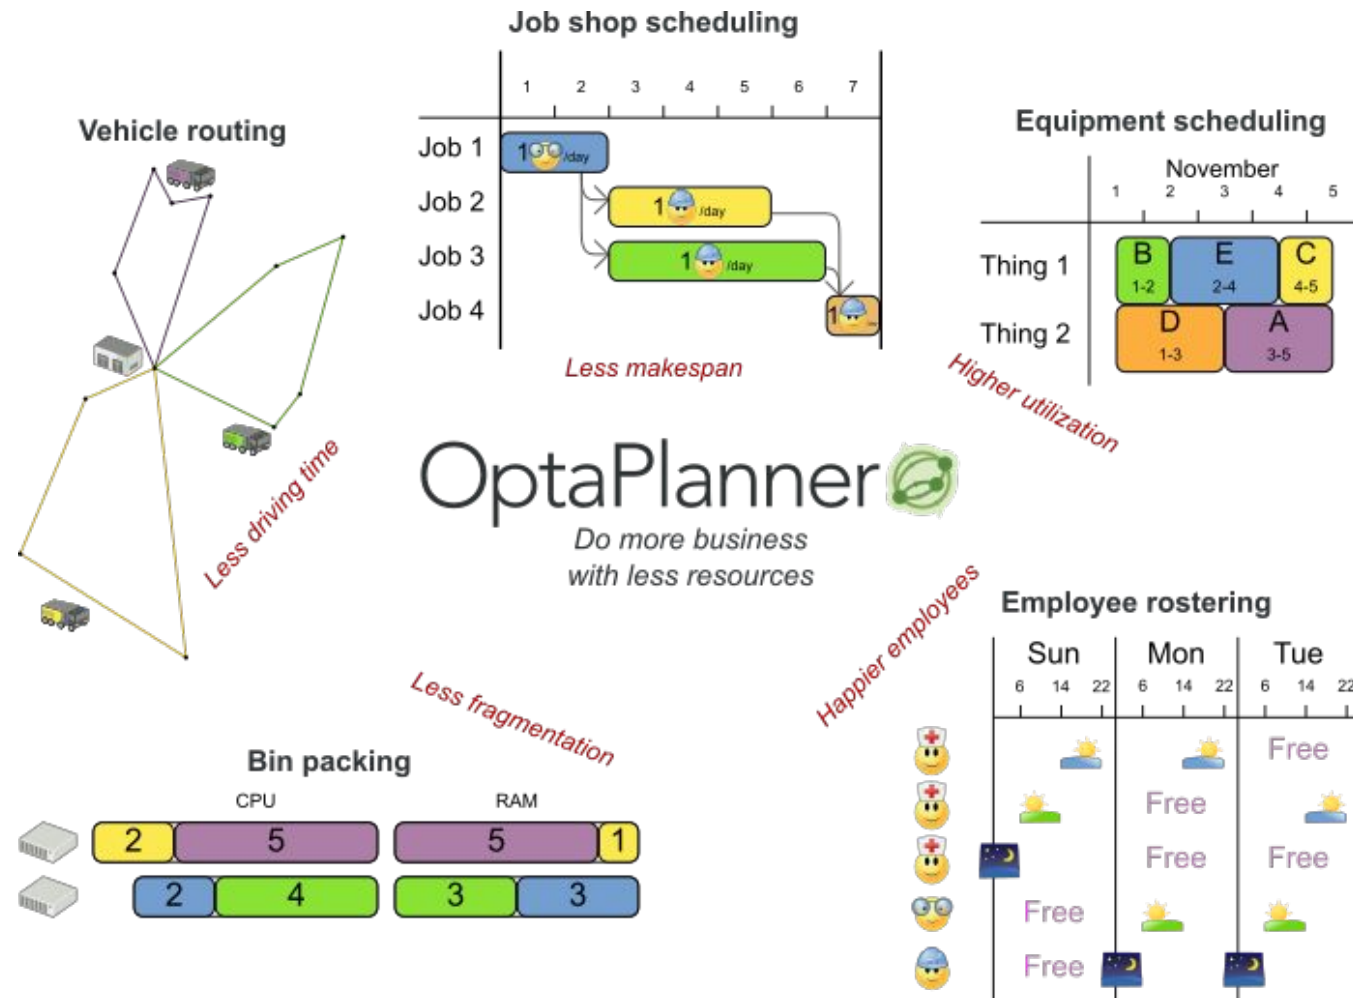 Job shop scheduling
1 2 3 4 5 6 7
Job 1
1 /day
Job 2
1 /day
Job 3
1 /day
Job 4
1
Less makespan
Vehicle routing
Less driving time
Equipment scheduling
November
1 2 3 4 5
Thing 1
B E C
1-2 2-4 4-5
Thing 2
D A
1-3 3-5
Higher utilization
OptaPlanner
Do more business
with less resources
Happier employees
Employee rostering
Sun Mon Tue
6 14 22 6 14 22 6 14 22
Free
Free
Free Free
Free
Free
Less fragmentation
Bin packing
CPU RAM
2 5 5 1
2 4 3 3